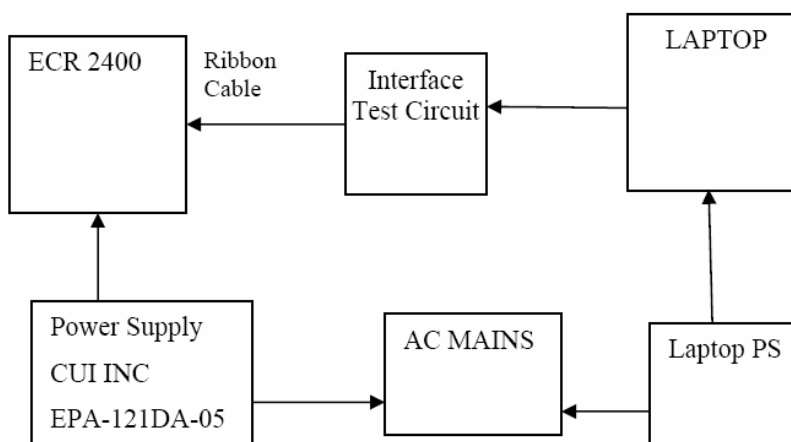 ECR 2400
Ribbon
Cable
Interface
Test Circuit
LAPTOP
Power Supply
CUI INC
EPA-121DA-05
AC MAINS
Laptop PS